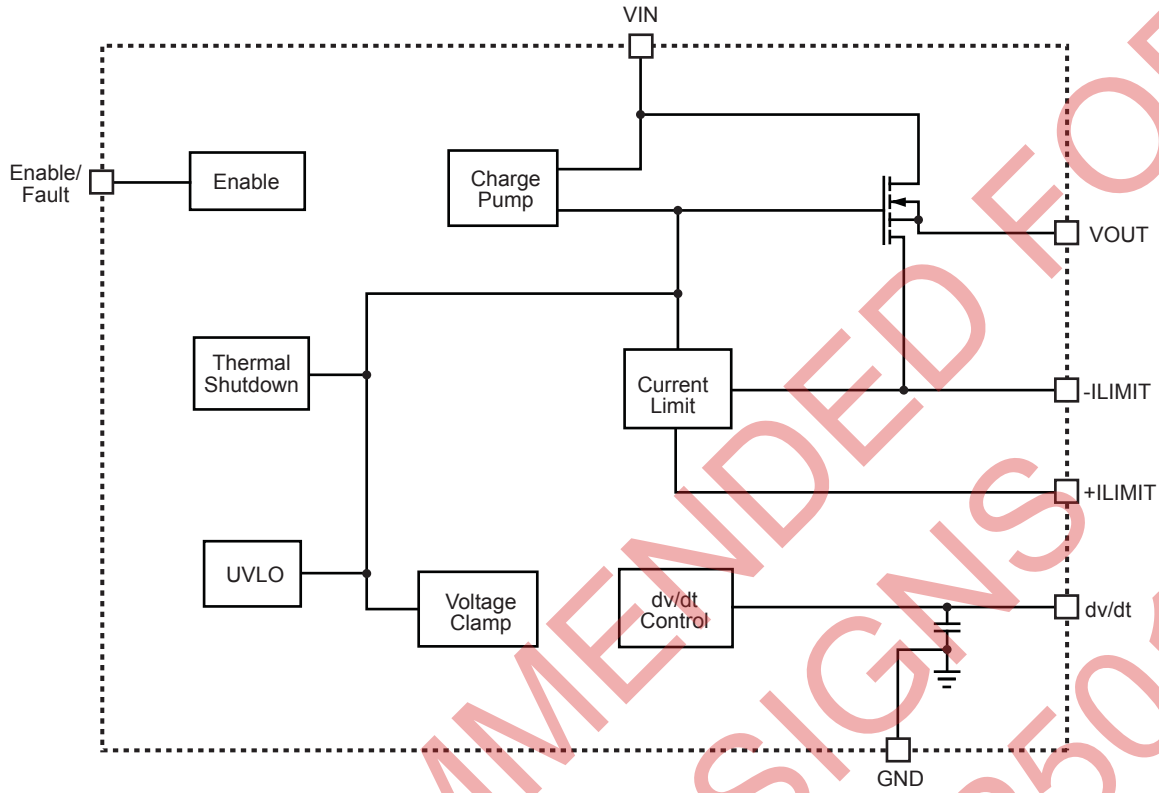 VIN
Enable/
Fault
Enable
Charge
Pump
VOUT
Thermal
Shutdown
Current
Limit
-ILIMIT
+ILIMIT
UVLO
Voltage
Clamp
dv/dt
Control
dv/dt
GND